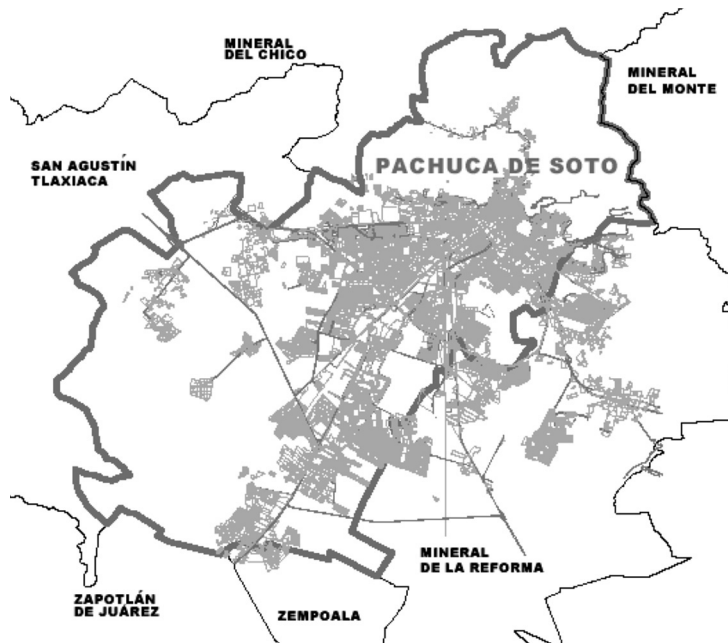 MINERAL
DEL CHICO
MINERAL
DEL MONTE
SAN AGUSTÍN
TLAXIACA
PACHUCA DE SOTO
MINERAL
DE LA REFORMA
ZAPOTLÁN
DE JUÁREZ
ZEMPOALA